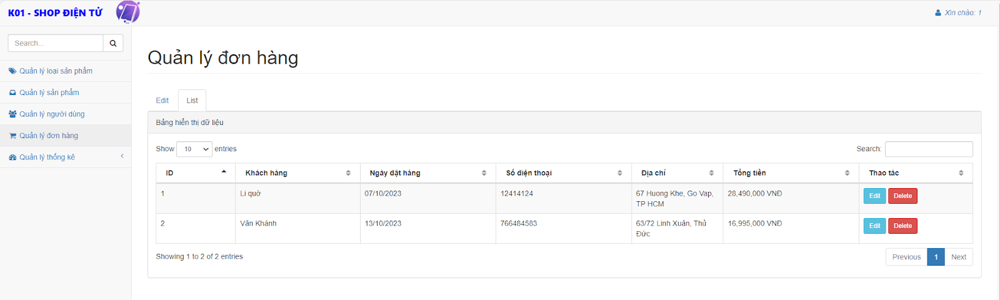 K01 - SHOP ĐIỆN TỬ
Xin chào: 1
Search...
Quản lý loại sản phẩm
Quản lý sản phẩm
Quản lý người dùng
Quản lý đơn hàng
Quản lý thống kê
Quản lý đơn hàng
Edit List
Bảng hiển thị dữ liệu
Show 10 entries Search:
ID Khách hàng Ngày đặt hàng Số điện thoại Địa chỉ Tổng tiền Thao tác
1 Li quờ 07/10/2023 12414124 67 Huong Khe, Go Vap, 28,490,000 VNĐ Edit Delete
TP HCM
2 Văn Khánh 13/10/2023 766484583 63/72 Linh Xuân, Thủ 16,995,000 VNĐ Edit Delete
Đức
Showing 1 to 2 of 2 entries Previous 1 Next